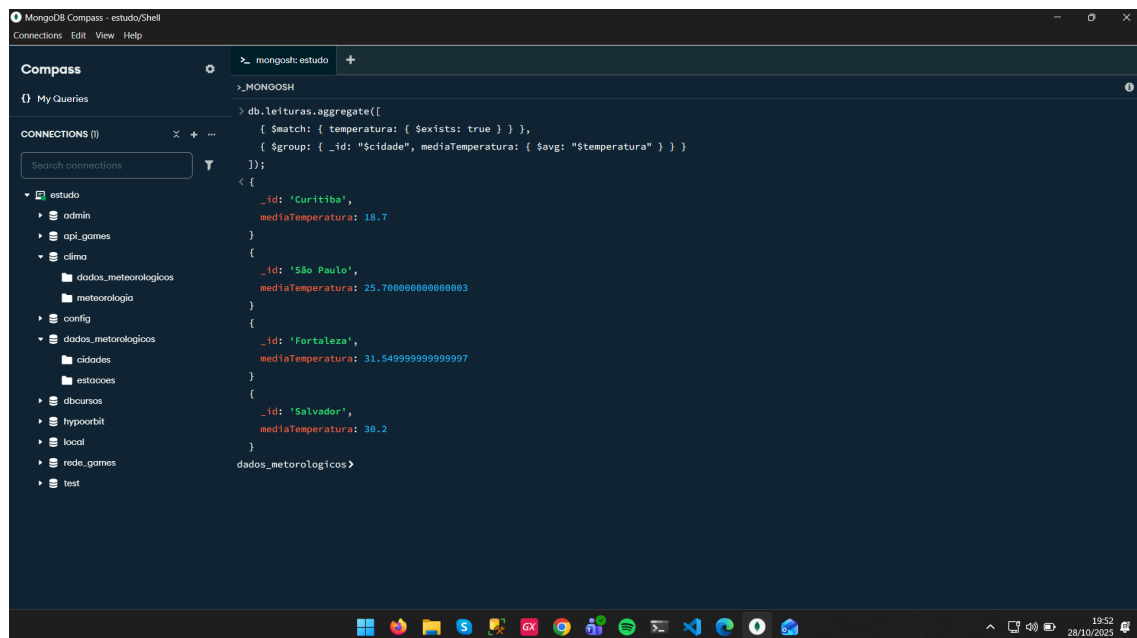 MongoDB Compass - estudo/Shell
Connections Edit View Help
Compass
{} My Queries
CONNECTIONS (1)
Search connections
estudo
admin
api_games
clima
dados_meteorologicos
meteorologia
config
dados_metorologicos
cidades
estacoes
dbcursos
hypoorbit
local
rede_games
test
>_ mongosh: estudo +
>_MONGOSH
> db.leituras.aggregate([
{ $match: { temperatura: { $exists: true } } },
{ $group: { _id: "$cidade", mediaTemperatura: { $avg: "$temperatura" } } }
]);
< {
_id: 'Curitiba',
mediaTemperatura: 18.7
}
{
_id: 'São Paulo',
mediaTemperatura: 25.700000000000003
}
{
_id: 'Fortaleza',
mediaTemperatura: 31.549999999999997
}
{
_id: 'Salvador',
mediaTemperatura: 30.2
}
dados_metorologicos>
GX
19:52
28/10/2025